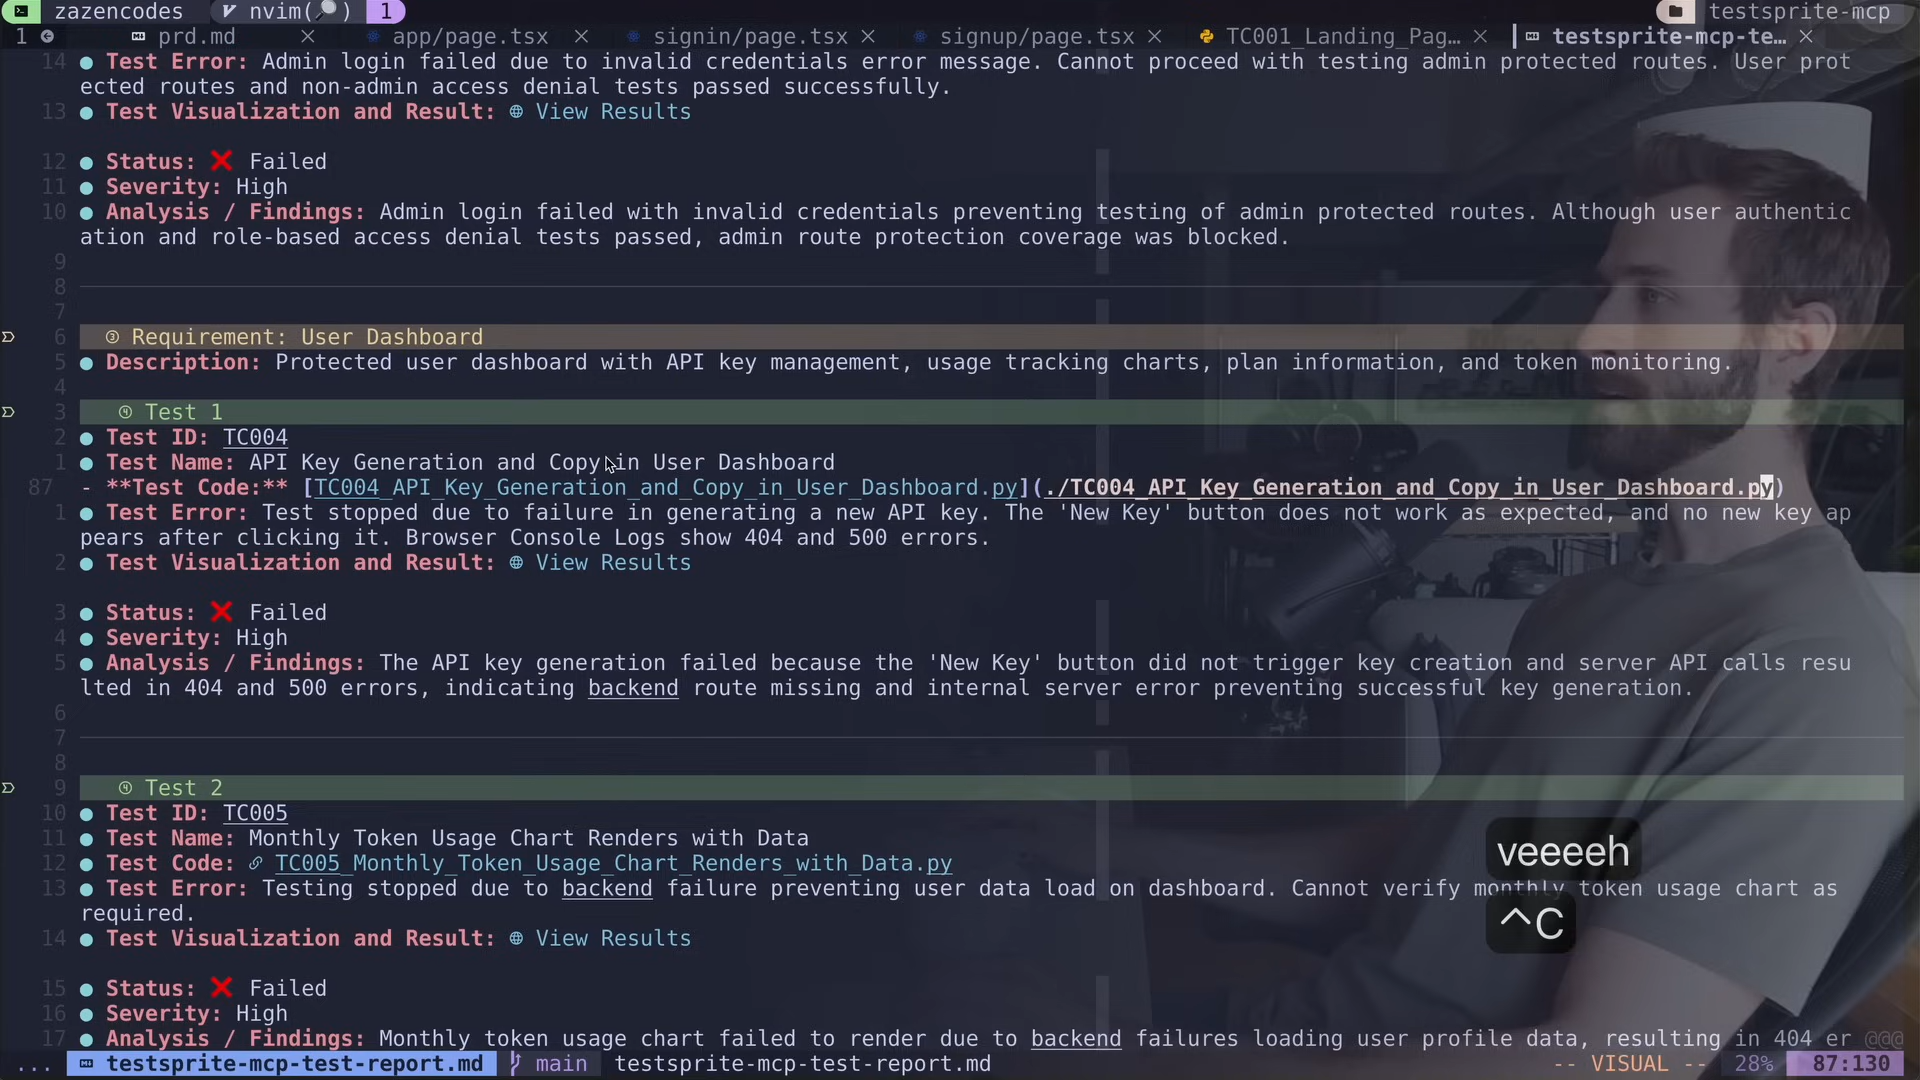 zazencodes nvim( ) 1 testsprite-mcp
1 prd.md × app/page.tsx × signin/page.tsx × signup/page.tsx × TC001_Landing_Pag… × testsprite-mcp-te… ×
14 ● Test Error: Admin login failed due to invalid credentials error message. Cannot proceed with testing admin protected routes. User prot
ected routes and non-admin access denial tests passed successfully.
13 ● Test Visualization and Result: View Results
12 ● Status: ❌ Failed
11 ● Severity: High
10 ● Analysis / Findings: Admin login failed with invalid credentials preventing testing of admin protected routes. Although user authentic
ation and role-based access denial tests passed, admin route protection coverage was blocked.
9
8
7
6 ③ Requirement: User Dashboard
5 ● Description: Protected user dashboard with API key management, usage tracking charts, plan information, and token monitoring.
4
3 ④ Test 1
2 ● Test ID: TC004
1 ● Test Name: API Key Generation and Copy in User Dashboard
87 - **Test Code:** [TC004_API_Key_Generation_and_Copy_in_User_Dashboard.py](./TC004_API_Key_Generation_and_Copy_in_User_Dashboard.py)
1 ● Test Error: Test stopped due to failure in generating a new API key. The 'New Key' button does not work as expected, and no new key ap
pears after clicking it. Browser Console Logs show 404 and 500 errors.
2 ● Test Visualization and Result: View Results
3 ● Status: ❌ Failed
4 ● Severity: High
5 ● Analysis / Findings: The API key generation failed because the 'New Key' button did not trigger key creation and server API calls resu
lted in 404 and 500 errors, indicating backend route missing and internal server error preventing successful key generation.
6
7
8
9 ④ Test 2
10 ● Test ID: TC005
11 ● Test Name: Monthly Token Usage Chart Renders with Data
12 ● Test Code: TC005_Monthly_Token_Usage_Chart_Renders_with_Data.py
13 ● Test Error: Testing stopped due to backend failure preventing user data load on dashboard. Cannot verify monthly token usage chart as
required.
14 ● Test Visualization and Result: View Results
15 ● Status: ❌ Failed
16 ● Severity: High
17 ● Analysis / Findings: Monthly token usage chart failed to render due to backend failures loading user profile data, resulting in 404 er @@@
veeeeh
^C
... testsprite-mcp-test-report.md main testsprite-mcp-test-report.md -- VISUAL -- 28% 87:130